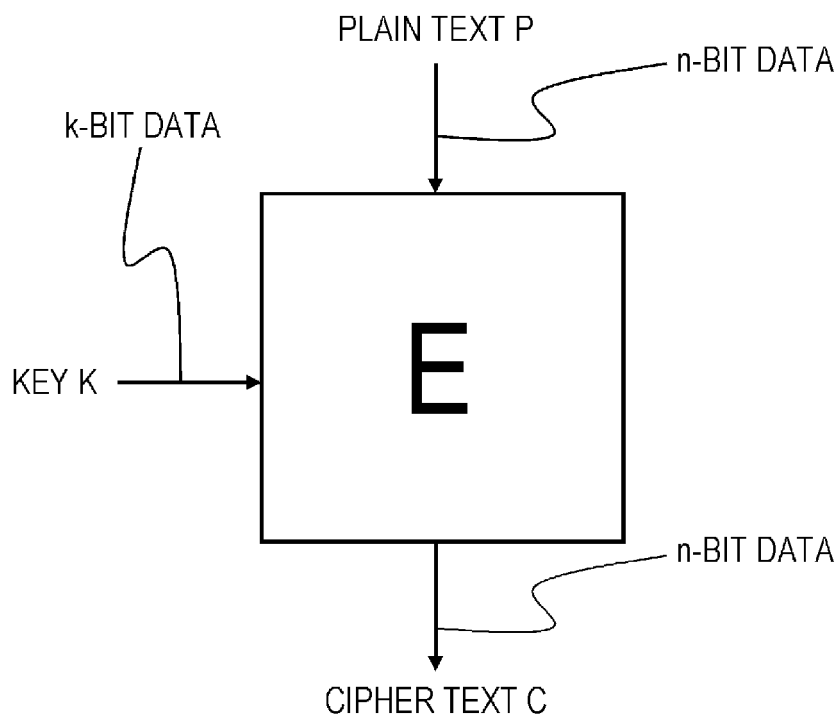 PLAIN TEXT P
n-BIT DATA
k-BIT DATA
E
KEY K
n-BIT DATA
CIPHER TEXT C